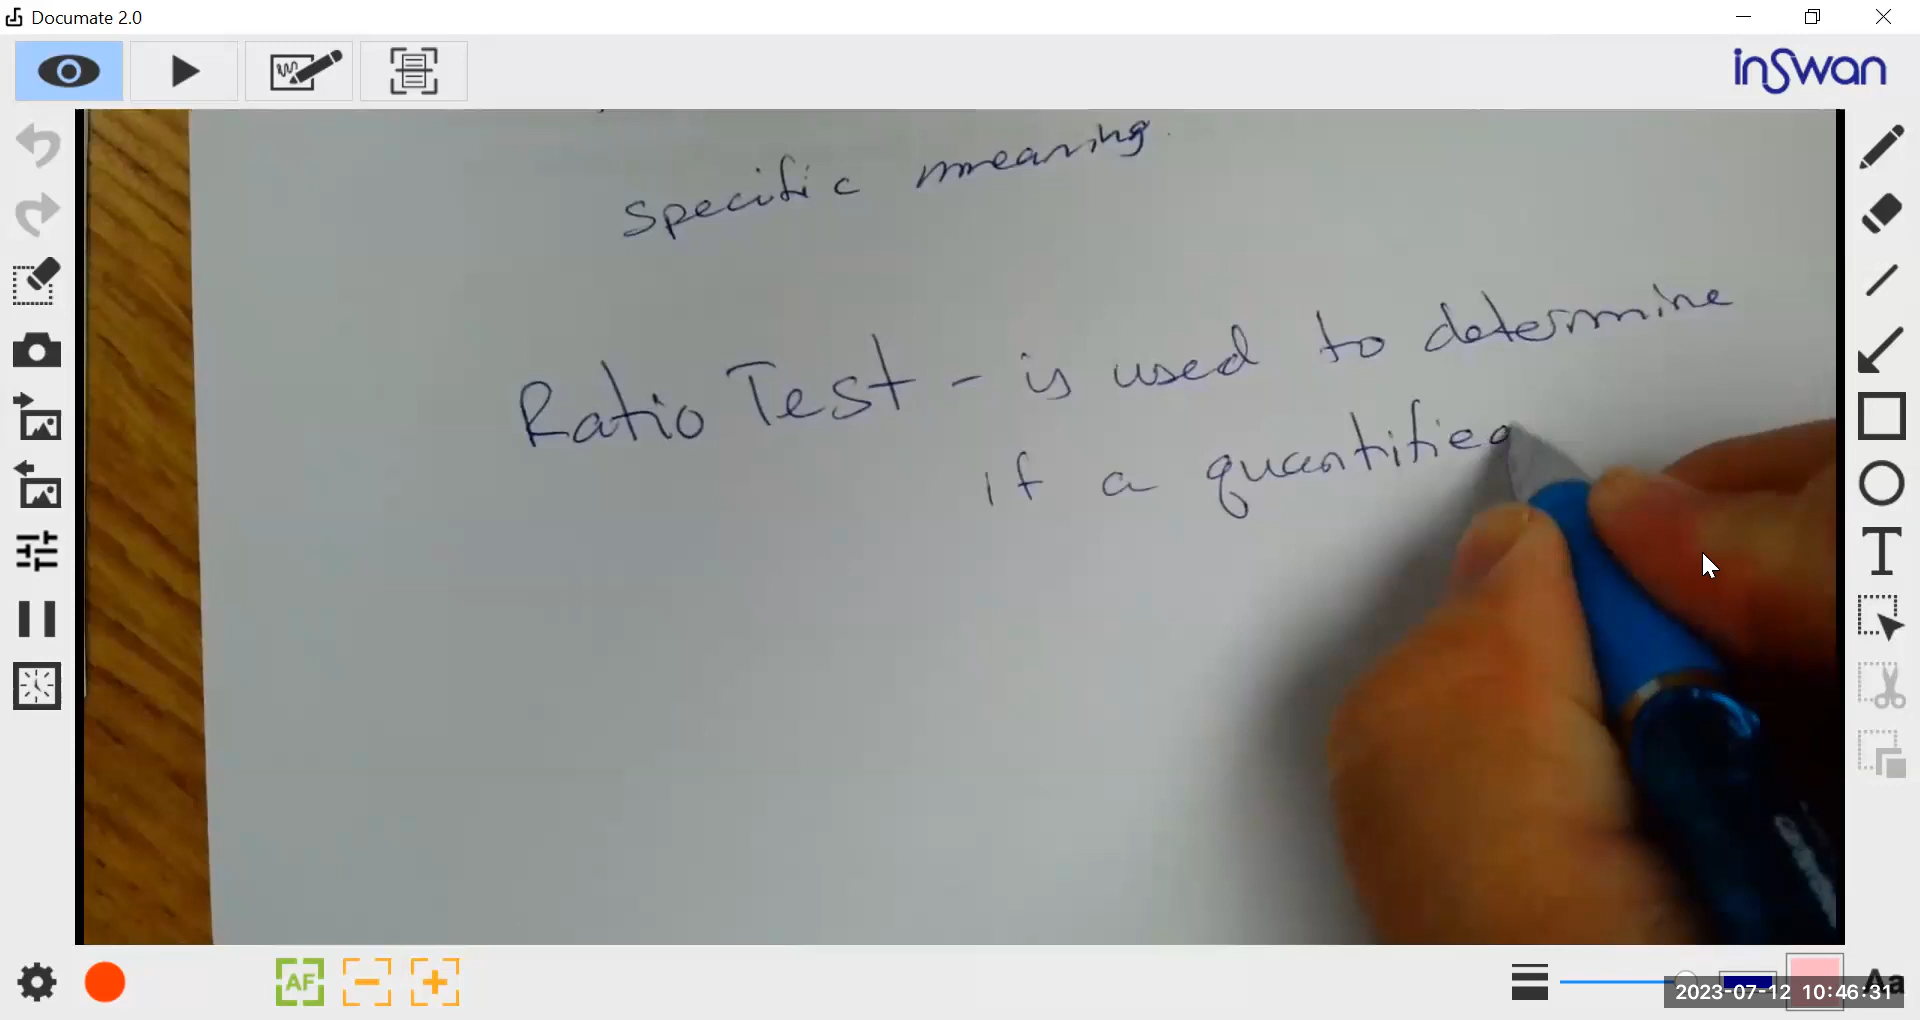 Documate 2.0
inSwan
specific meaning.
Ratio Test - is used to determine
if a quantified
AF
Aa
2023-07-12 10:46:31